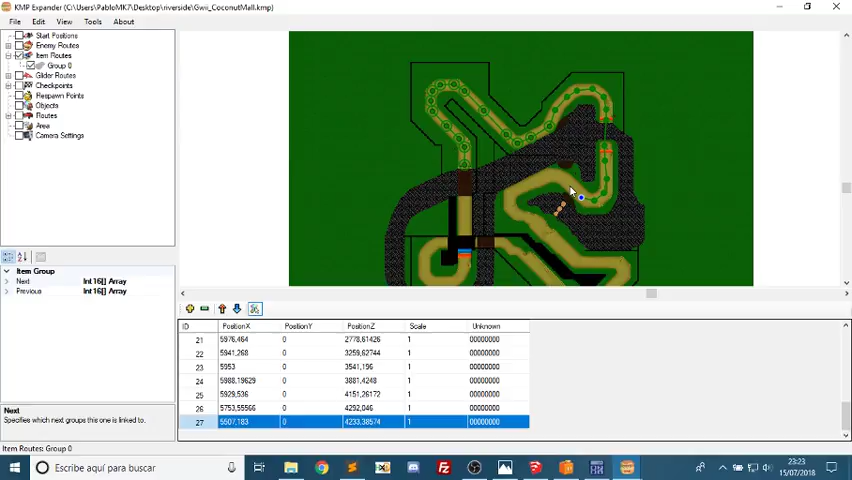 KMP Expander (C:\Users\PabloMK7\Desktop\riverside\Gwii_CoconutMall.kmp)
File Edit View Tools About
Start Positions
Enemy Routes
Item Routes
Group 0
Glider Routes
Checkpoints
Respawn Points
Objects
Routes
Area
Camera Settings
Item Group
Next Int16[] Array
Previous Int16[] Array
Next
Specifies which next groups this one is linked to.
ID PositionX PositionY PositionZ Scale Unknown
21 5976,464 0 2778,61426 1 00000000
22 5941,268 0 3259,62744 1 00000000
23 5953 0 3541,196 1 00000000
24 5988,19629 0 3881,4248 1 00000000
25 5929,536 0 4151,26172 1 00000000
26 5753,55566 0 4292,046 1 00000000
27 5507,183 0 4233,38574 1 00000000
Item Routes: Group 0
Escribe aquí para buscar
23:23
15/07/2018